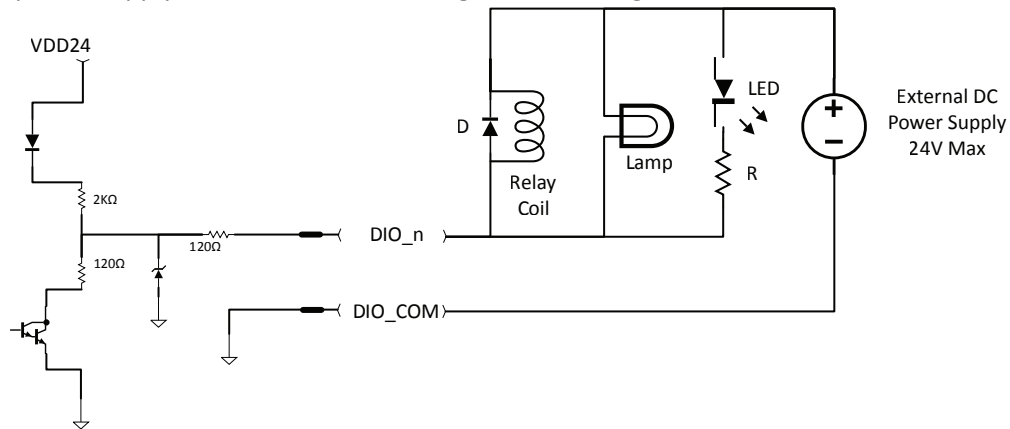 VDD24
LED
D
External DC
Power Supply
24V Max
Lamp
R
Relay
Coil
2KΩ
120Ω
DIO_n
120Ω
DIO_COM